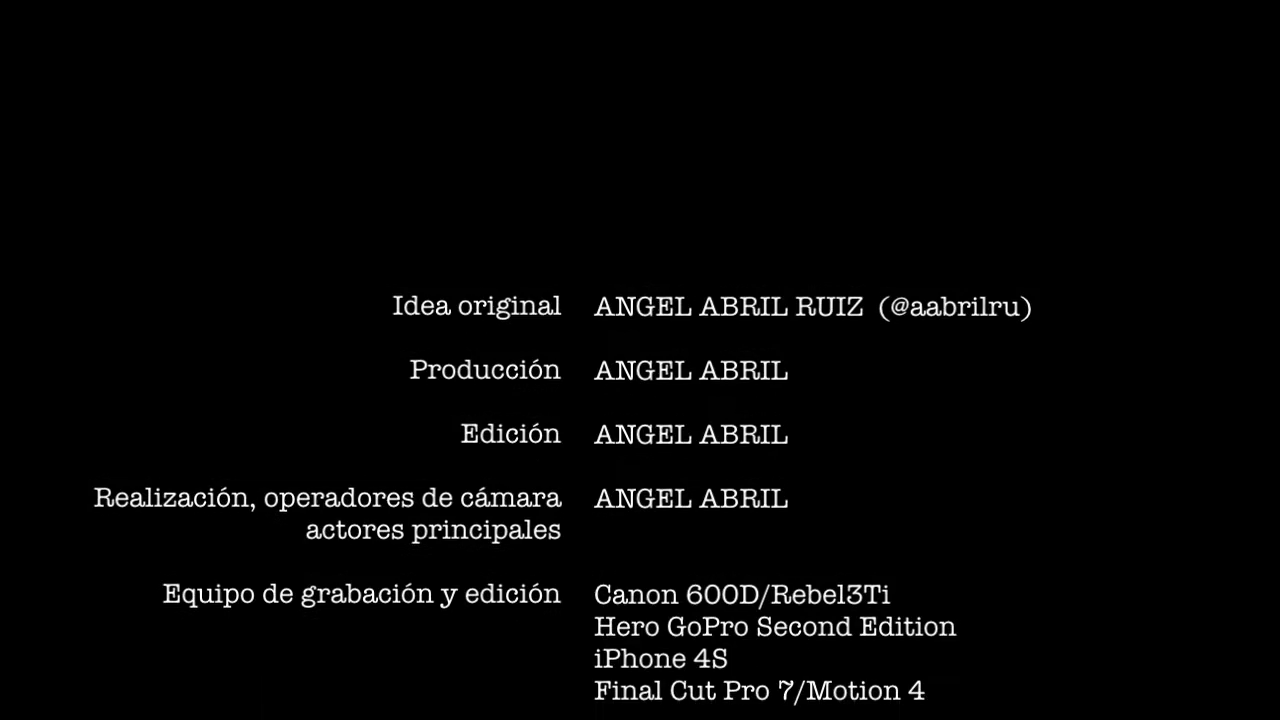 Idea original ANGEL ABRIL RUIZ (@aabrilru)
Producción ANGEL ABRIL
Edición ANGEL ABRIL
Realización, operadores de cámara ANGEL ABRIL
actores principales
Equipo de grabación y edición Canon 600D/Rebel3Ti
Hero GoPro Second Edition
iPhone 4S
Final Cut Pro 7/Motion 4